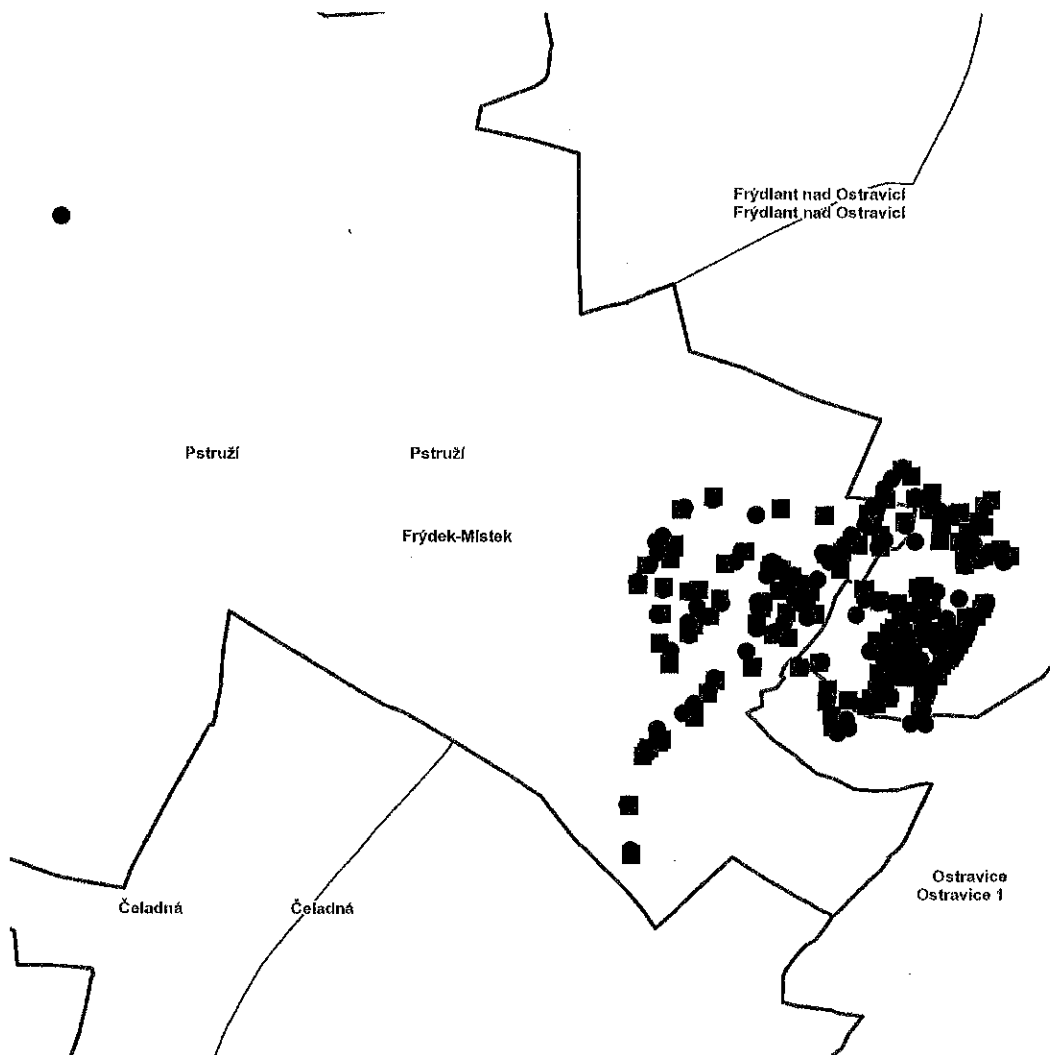 Frýdlant nad Ostravicí
Frýdlant nad Ostravicí
Pstruží Pstruží
Frýdek-Místek
Ostravice
Ostravice 1
Čeladná Čeladná